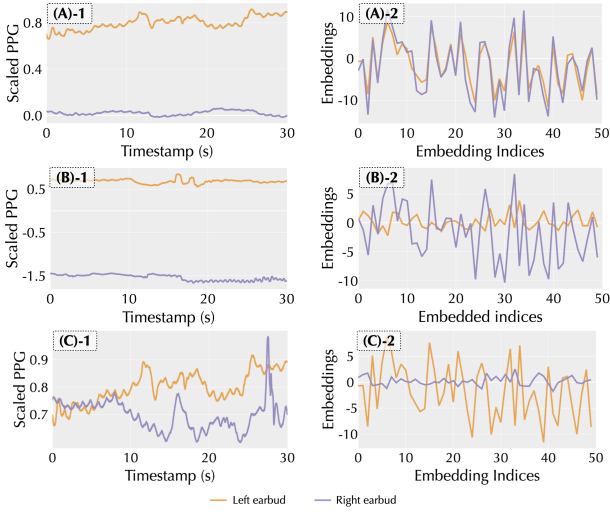 (A)-1
Scaled PPG
0.8
0.4
0.0
0 10 20 30
Timestamp (s)
(A)-2
Embeddings
10
0
-10
0 10 20 30 40 50
Embedding Indices
(B)-1
Scaled PPG
0.5
-0.5
-1.5
0 10 20 30
Timestamp (s)
(B)-2
Embeddings
5
0
-5
-10
0 10 20 30 40 50
Embedded indices
(C)-1
Scaled PPG
0.9
0.8
0.7
0 10 20 30
Timestamp (s)
(C)-2
Embeddings
5
0
-5
-10
0 10 20 30 40 50
Embedding Indices
Left earbud
Right earbud